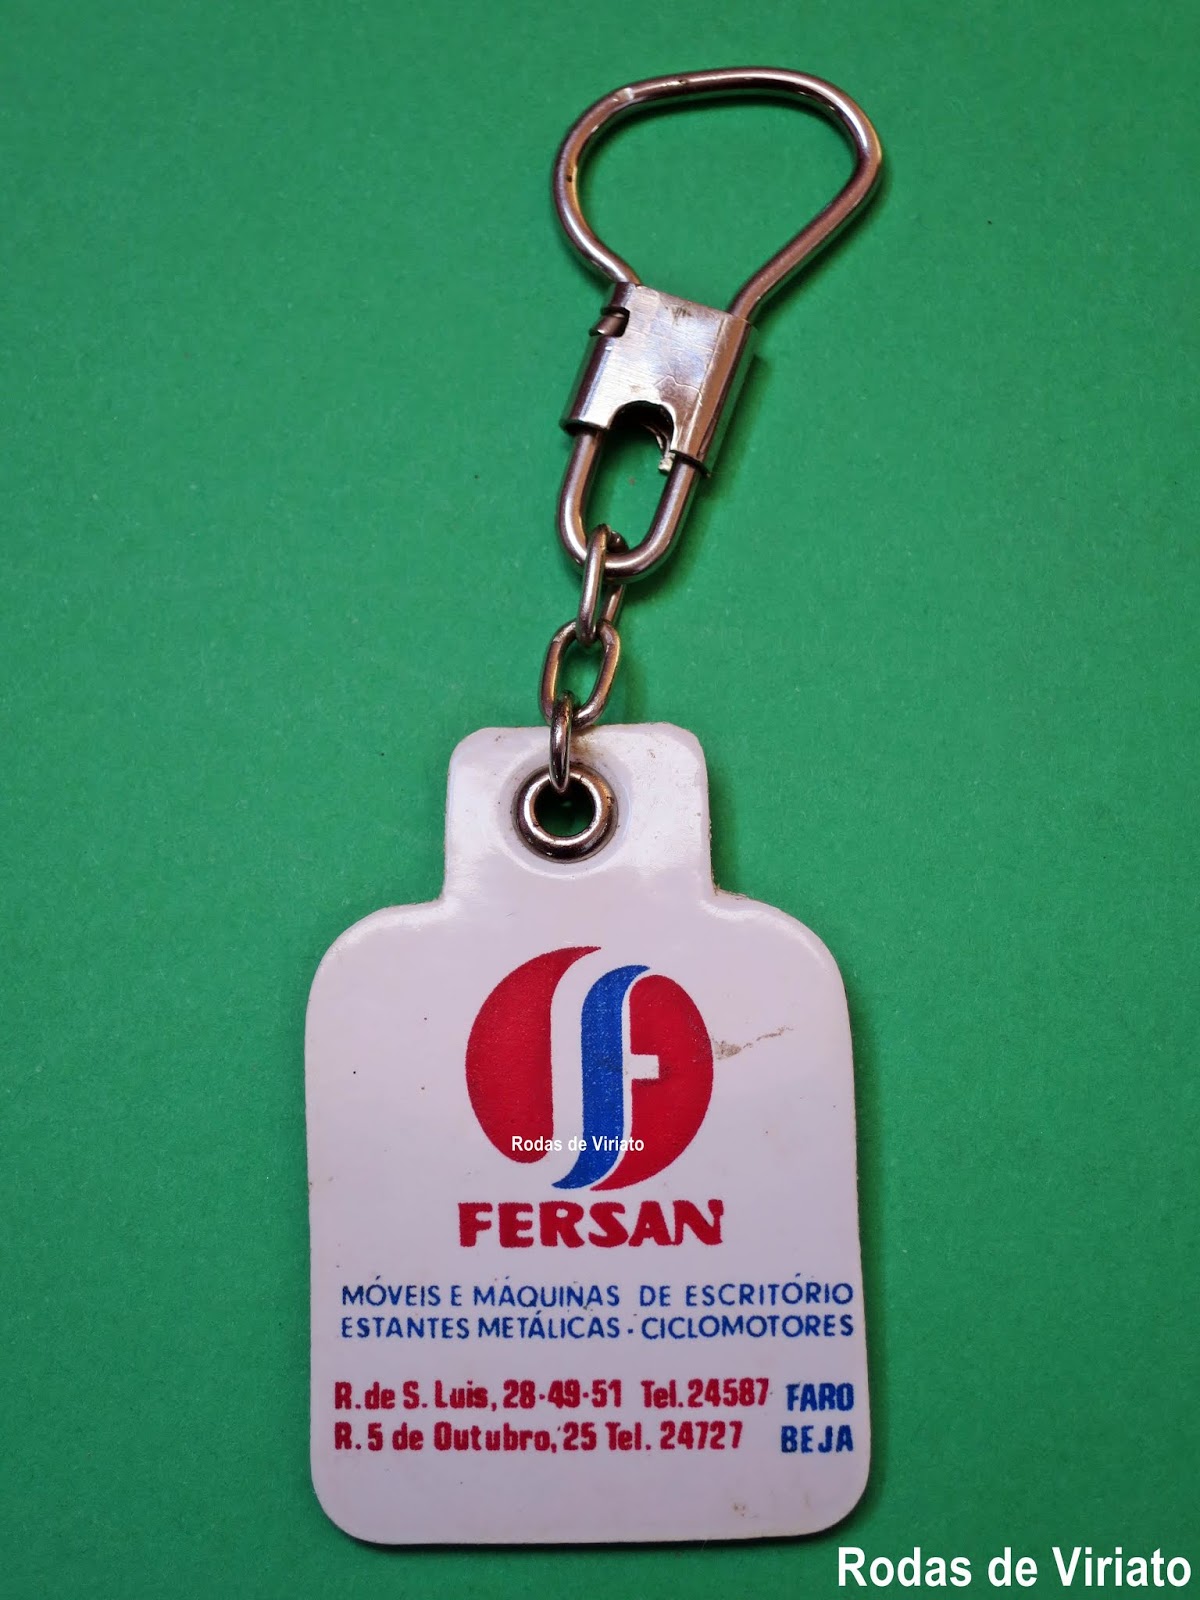 Rodas de Viriato
FERSAN
MÓVEIS E MÁQUINAS DE ESCRITÓRIO
ESTANTES METÁLICAS - CICLOMOTORES
R. de S. Luis, 28-49-51 Tel. 24587 FARO
R. 5 de Outubro, 25 Tel. 24727 BEJA
Rodas de Viriato